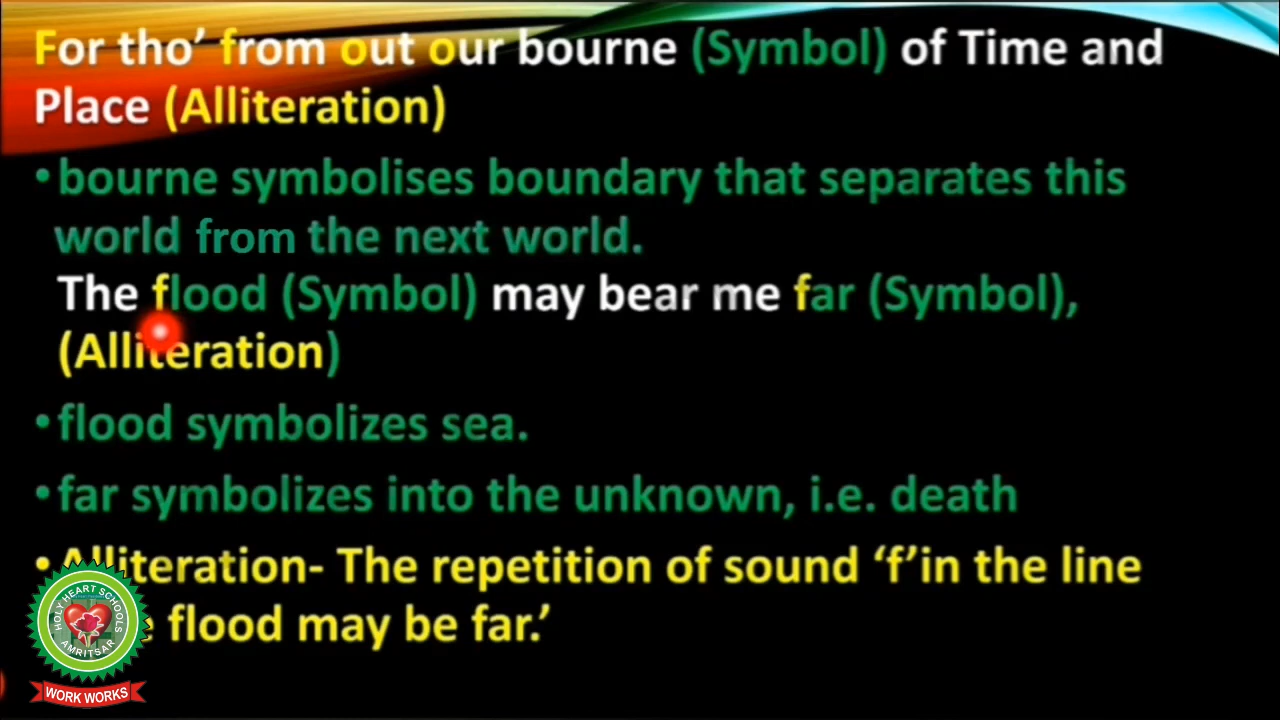 For tho’ from out our bourne (Symbol) of Time and
Place (Alliteration)
•bourne symbolises boundary that separates this
world from the next world.
The flood (Symbol) may bear me far (Symbol),
(Alliteration)
•flood symbolizes sea.
•far symbolizes into the unknown, i.e. death
•Alliteration- The repetition of sound ‘f’in the line
flood may be far.’
HOLY HEART SCHOOLS
AMRITSAR
WORK WORKS